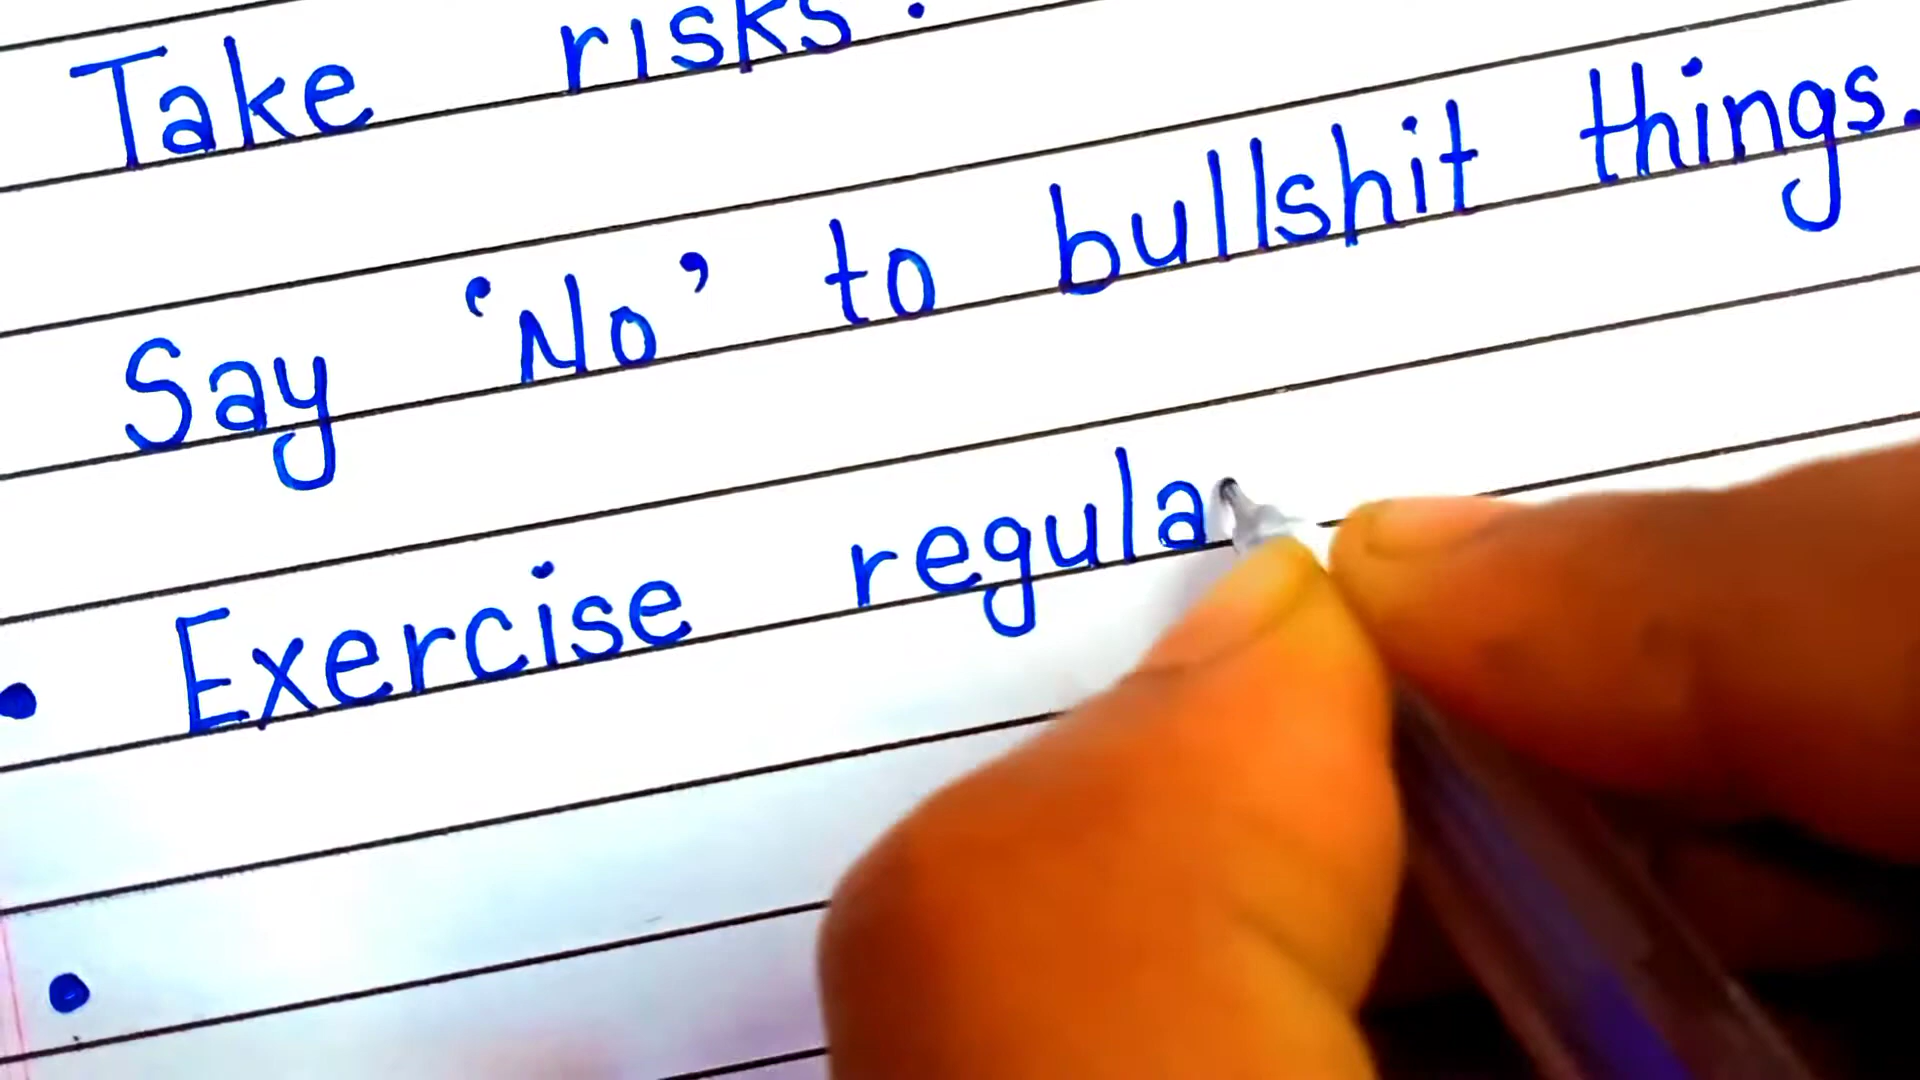 Take risks.
Say 'No' to bullshit things.
• Exercise regula
•